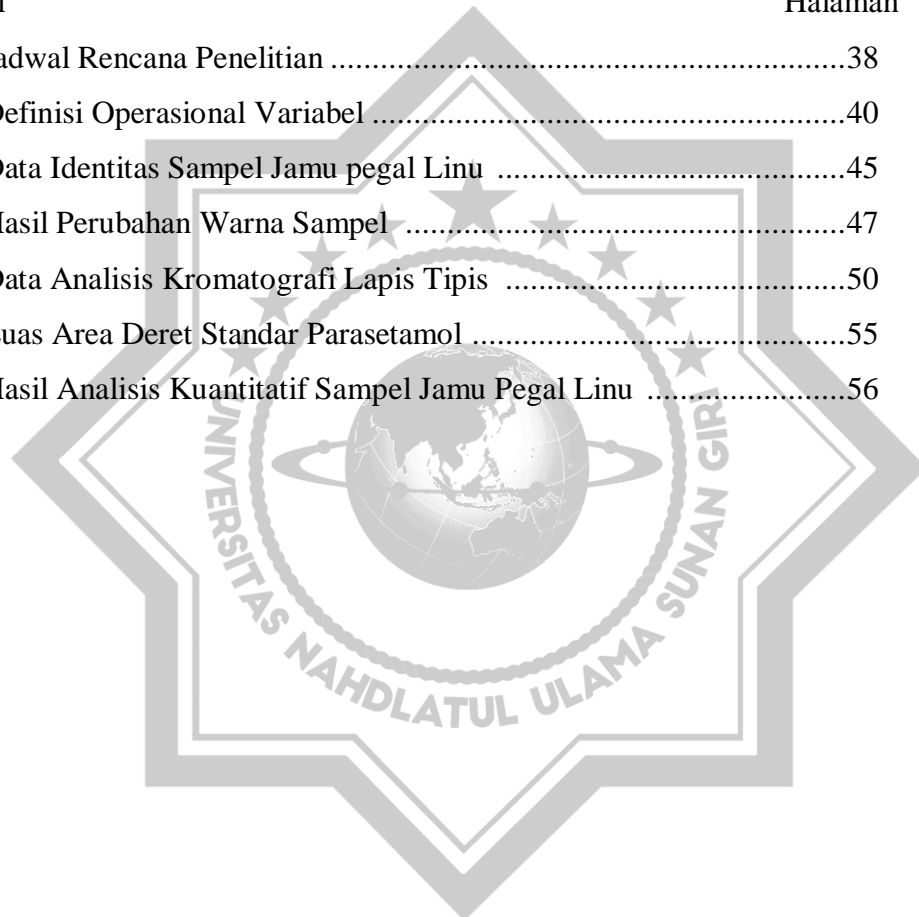 Halaman
adwal Rencana Penelitian ..............................................................38
Definisi Operasional Variabel .........................................................40
Data Identitas Sampel Jamu pegal Linu ..........................................45
Hasil Perubahan Warna Sampel .....................................................47
Data Analisis Kromatografi Lapis Tipis .........................................50
uas Area Deret Standar Parasetamol .............................................55
Hasil Analisis Kuantitatif Sampel Jamu Pegal Linu ........................56
UNIVERSITAS NAHDLATUL ULAMA SUNAN GIRI